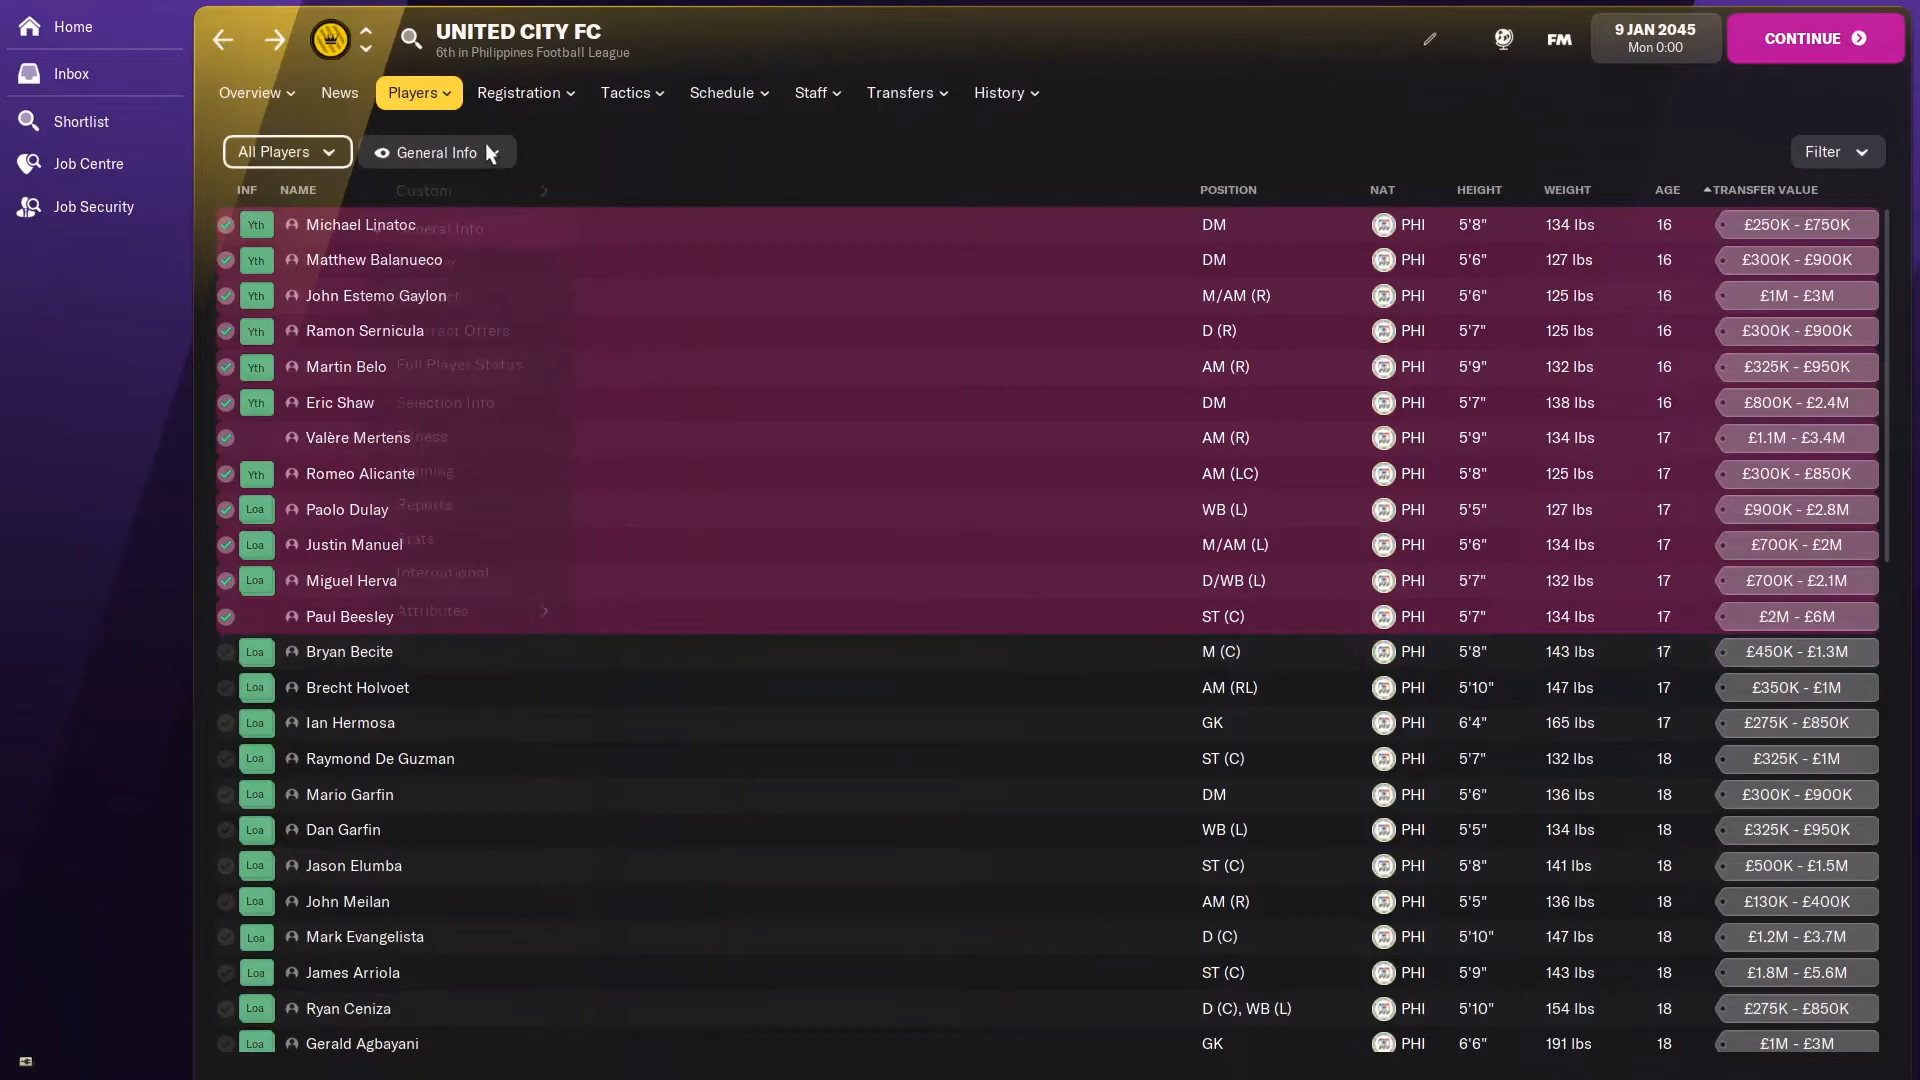 Home
Inbox
Shortlist
Job Centre
Job Security
UNITED CITY FC
6th in Philippines Football League
FM
9 JAN 2045
Mon 0:00
CONTINUE
Overview News Players Registration Tactics Schedule Staff Transfers History
All Players General Info Filter
Custom
INF NAME POSITION NAT HEIGHT WEIGHT AGE TRANSFER VALUE
Yth Michael Linatoc DM PHI 5'8" 134 lbs 16 £250K - £750K
Yth Matthew Balanueco DM PHI 5'6" 127 lbs 16 £300K - £900K
Yth John Estemo Gaylon M/AM (R) PHI 5'6" 125 lbs 16 £1M - £3M
Yth Ramon Sernicula D (R) PHI 5'7" 125 lbs 16 £300K - £900K
Yth Martin Belo Full Player Status AM (R) PHI 5'9" 132 lbs 16 £325K - £950K
Yth Eric Shaw Selection Info DM PHI 5'7" 138 lbs 16 £800K - £2.4M
Valère Mertens AM (R) PHI 5'9" 134 lbs 17 £1.1M - £3.4M
Yth Romeo Alicante AM (LC) PHI 5'8" 125 lbs 17 £300K - £850K
Loa Paolo Dulay Reports WB (L) PHI 5'5" 127 lbs 17 £900K - £2.8M
Loa Justin Manuel M/AM (L) PHI 5'6" 134 lbs 17 £700K - £2M
Loa Miguel Herva International D/WB (L) PHI 5'7" 132 lbs 17 £700K - £2.1M
Paul Beesley Attributes ST (C) PHI 5'7" 134 lbs 17 £2M - £6M
Loa Bryan Becite M (C) PHI 5'8" 143 lbs 17 £450K - £1.3M
Loa Brecht Holvoet AM (RL) PHI 5'10" 147 lbs 17 £350K - £1M
Loa Ian Hermosa GK PHI 6'4" 165 lbs 17 £275K - £850K
Loa Raymond De Guzman ST (C) PHI 5'7" 132 lbs 18 £325K - £1M
Loa Mario Garfin DM PHI 5'6" 136 lbs 18 £300K - £900K
Loa Dan Garfin WB (L) PHI 5'5" 134 lbs 18 £325K - £950K
Loa Jason Elumba ST (C) PHI 5'8" 141 lbs 18 £500K - £1.5M
Loa John Meilan AM (R) PHI 5'5" 136 lbs 18 £130K - £400K
Loa Mark Evangelista D (C) PHI 5'10" 147 lbs 18 £1.2M - £3.7M
Loa James Arriola ST (C) PHI 5'9" 143 lbs 18 £1.8M - £5.6M
Loa Ryan Ceniza D (C), WB (L) PHI 5'10" 154 lbs 18 £275K - £850K
Loa Gerald Agbayani GK PHI 6'6" 191 lbs 18 £1M - £3M